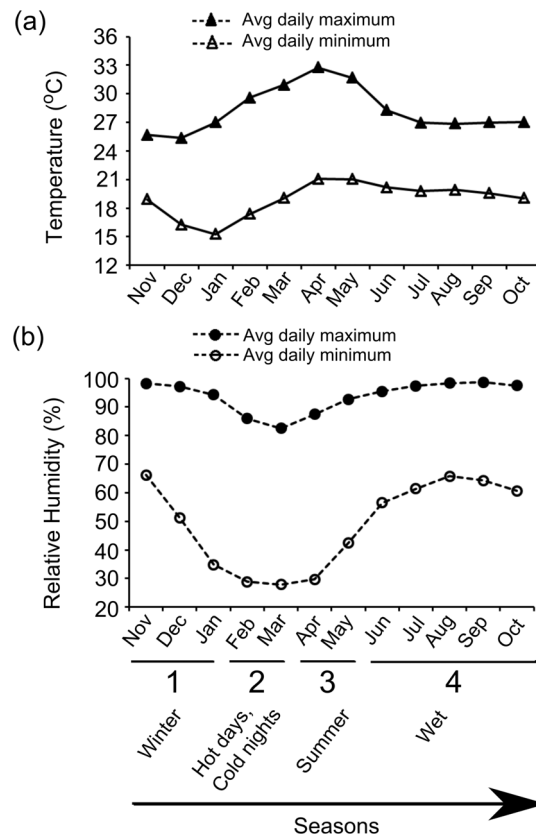 (a)
Avg daily maximum
Avg daily minimum
Temperature (°C)
36
33
30
27
24
21
18
15
12
Nov Dec Jan Feb Mar Apr May Jun Jul Aug Sep Oct
(b)
Avg daily maximum
Avg daily minimum
Relative Humidity (%)
100
90
80
70
60
50
40
30
20
Nov Dec Jan Feb Mar Apr May Jun Jul Aug Sep Oct
1 2 3 4
Winter
Hot days,
Cold nights
Summer
Wet
Seasons